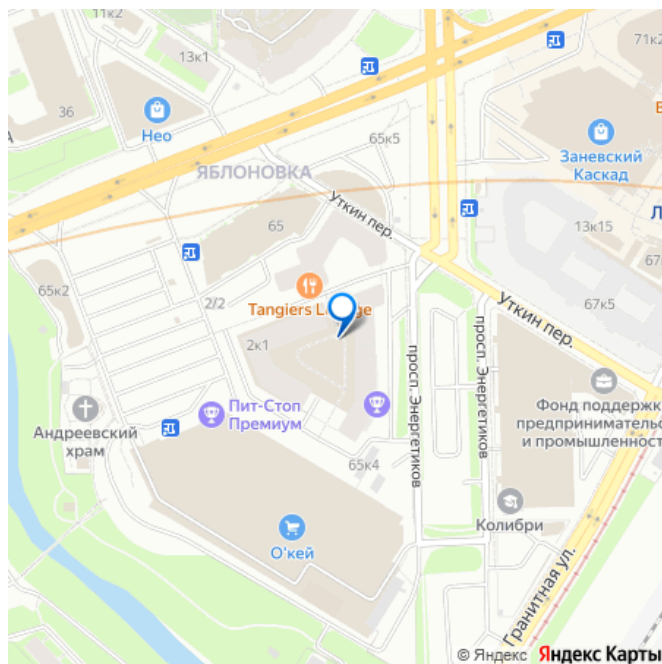 11к2
13к1
71к2
36
Нео
65к5
В
Заневский
Каскад
ЯБЛОНОВКА
Уткин пер.
65
Л
13к15
67
65к2
2/2
Tangiers L
ge
Уткин пер.
67к5
2к1
просп. Энергетиков
просп. Энергетиков
Пит-Стоп
Премиум
Андреевский
храм
Фонд поддержк
предпринимательс
и промышленност
65к4
Колибри
О'кей
Гранитная ул.
© Яндекс Яндекс Карты